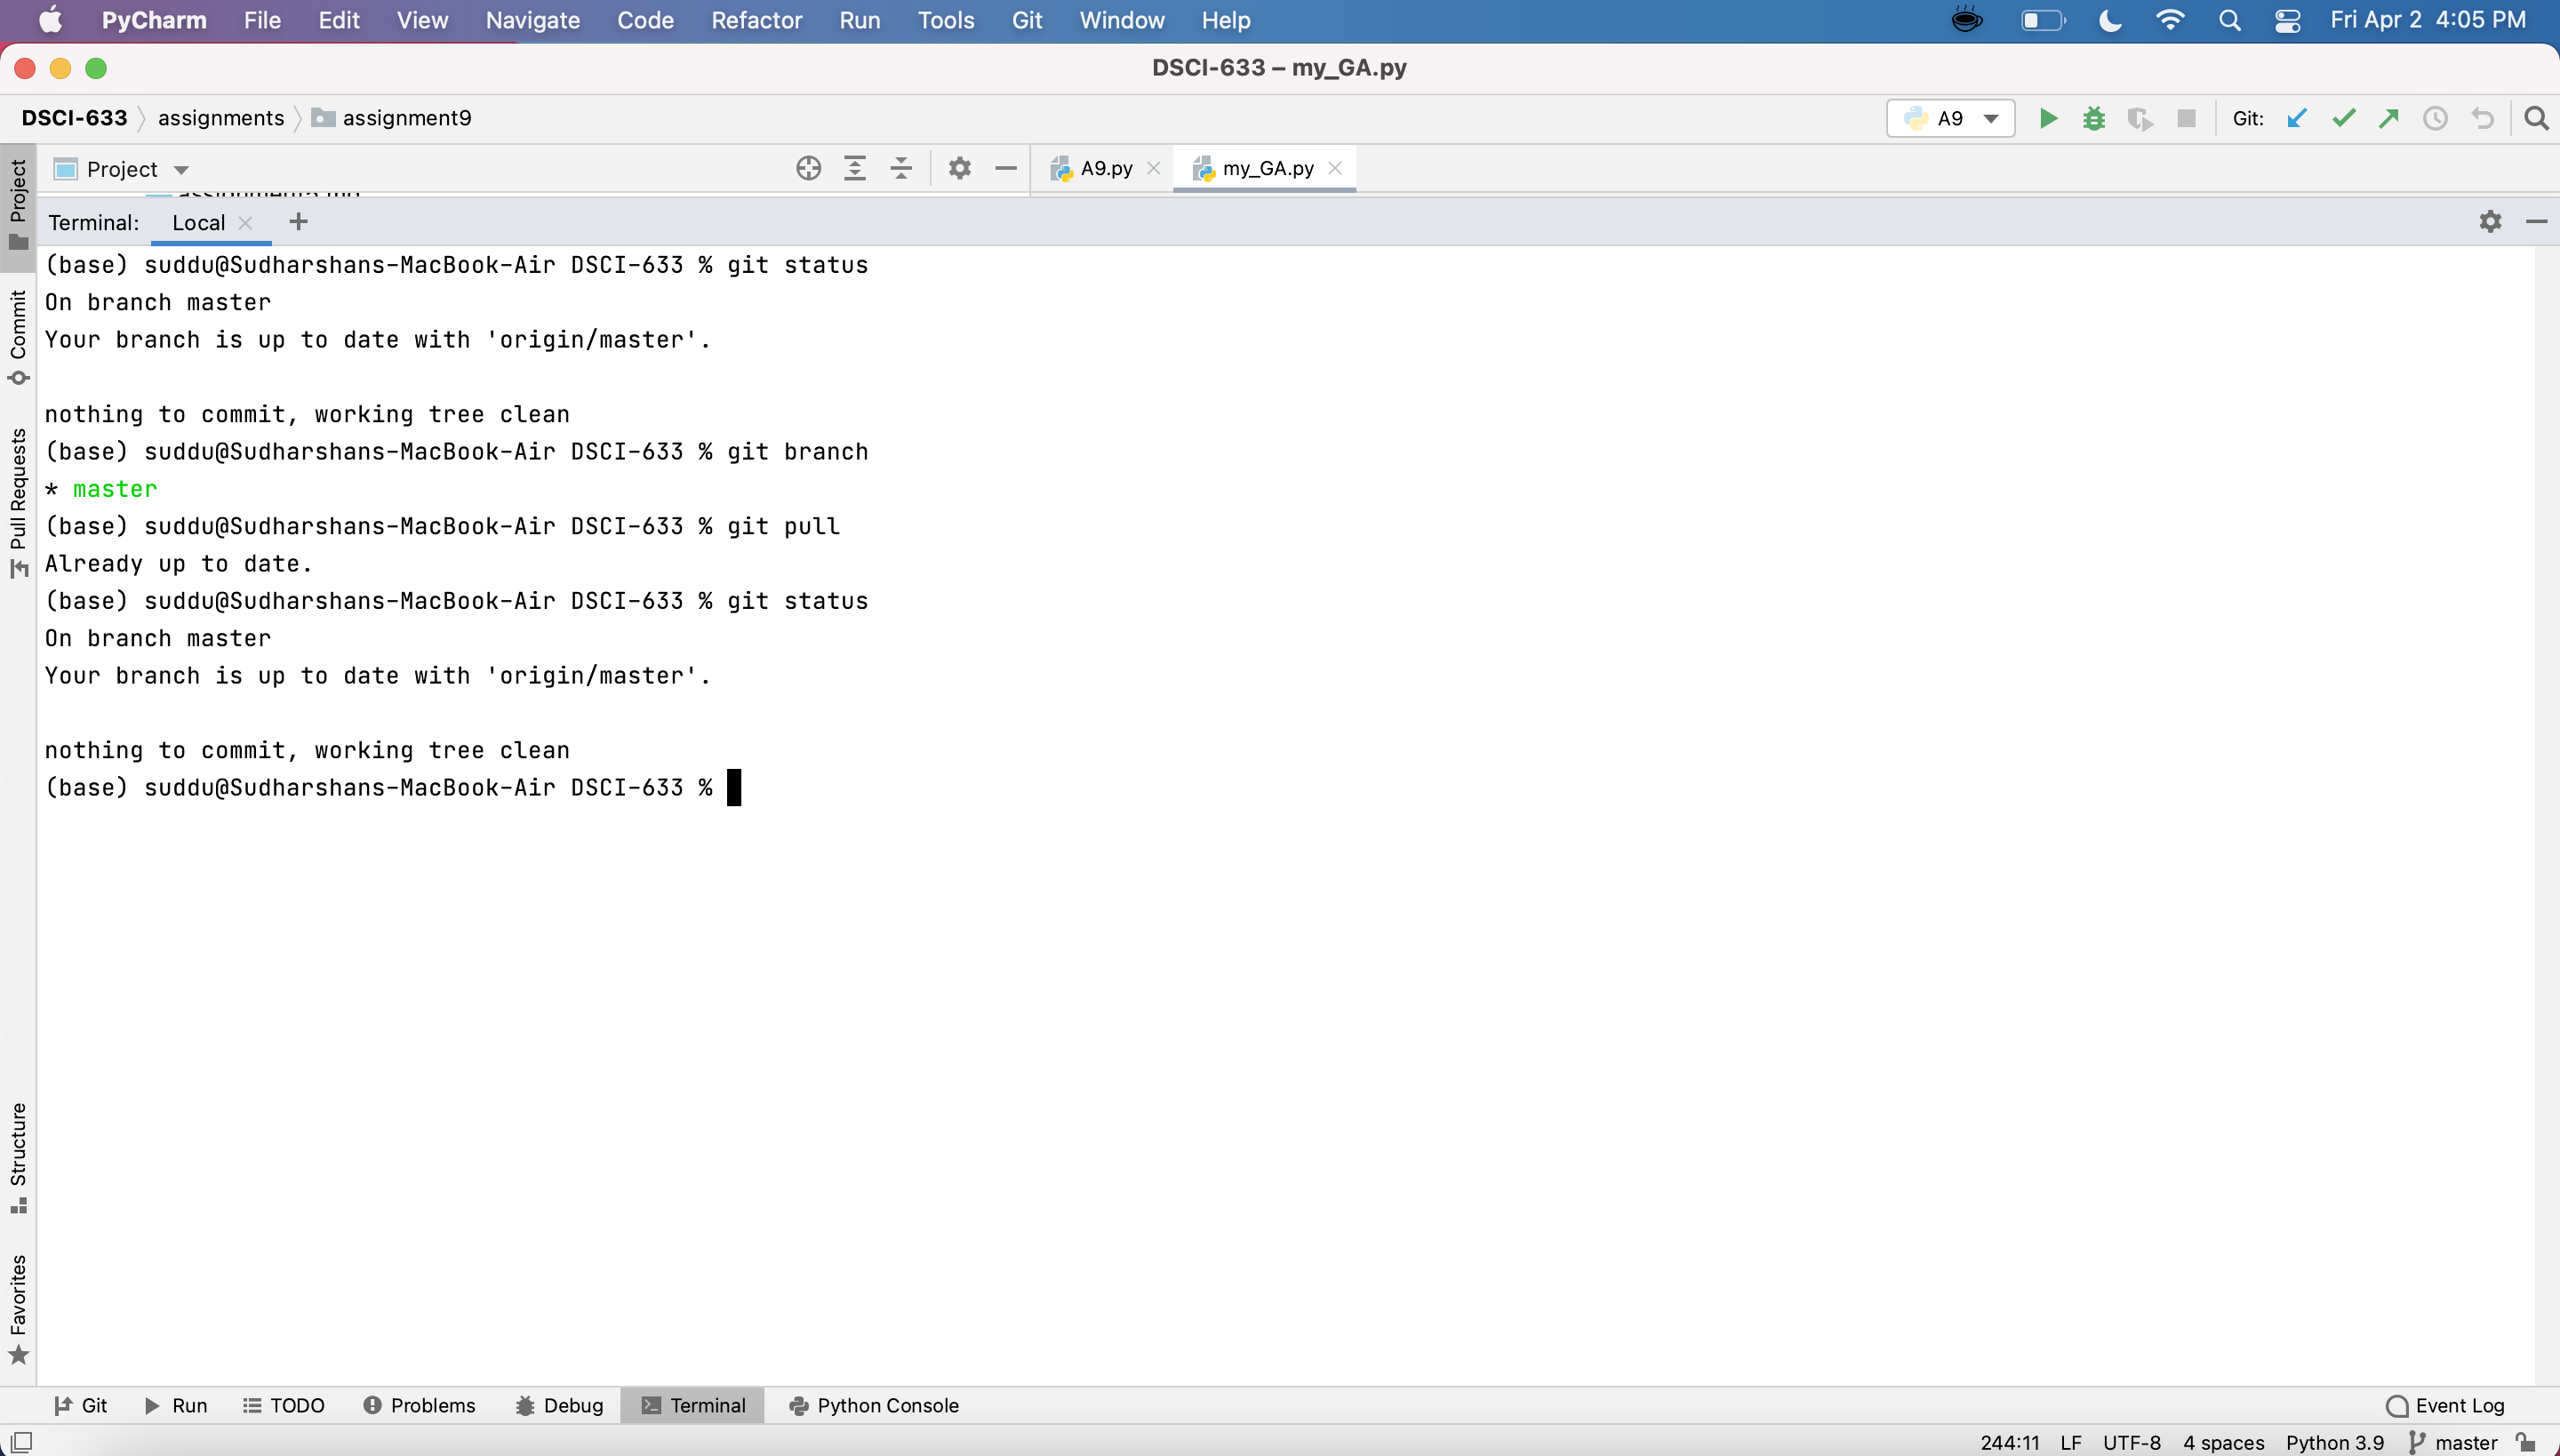 PyCharm File Edit View Navigate Code Refactor Run Tools Git Window Help Fri Apr 2 4:05 PM
DSCI-633 – my_GA.py
DSCI-633 assignments assignment9 A9 Git:
Project A9.py my_GA.py
Terminal: Local
(base) suddu@Sudharshans-MacBook-Air DSCI-633 % git status
On branch master
Your branch is up to date with 'origin/master'.
nothing to commit, working tree clean
(base) suddu@Sudharshans-MacBook-Air DSCI-633 % git branch
* master
(base) suddu@Sudharshans-MacBook-Air DSCI-633 % git pull
Already up to date.
(base) suddu@Sudharshans-MacBook-Air DSCI-633 % git status
On branch master
Your branch is up to date with 'origin/master'.
nothing to commit, working tree clean
(base) suddu@Sudharshans-MacBook-Air DSCI-633 %
Project
Commit
Pull Requests
Structure
Favorites
Git Run TODO Problems Debug Terminal Python Console Event Log
244:11 LF UTF-8 4 spaces Python 3.9 master